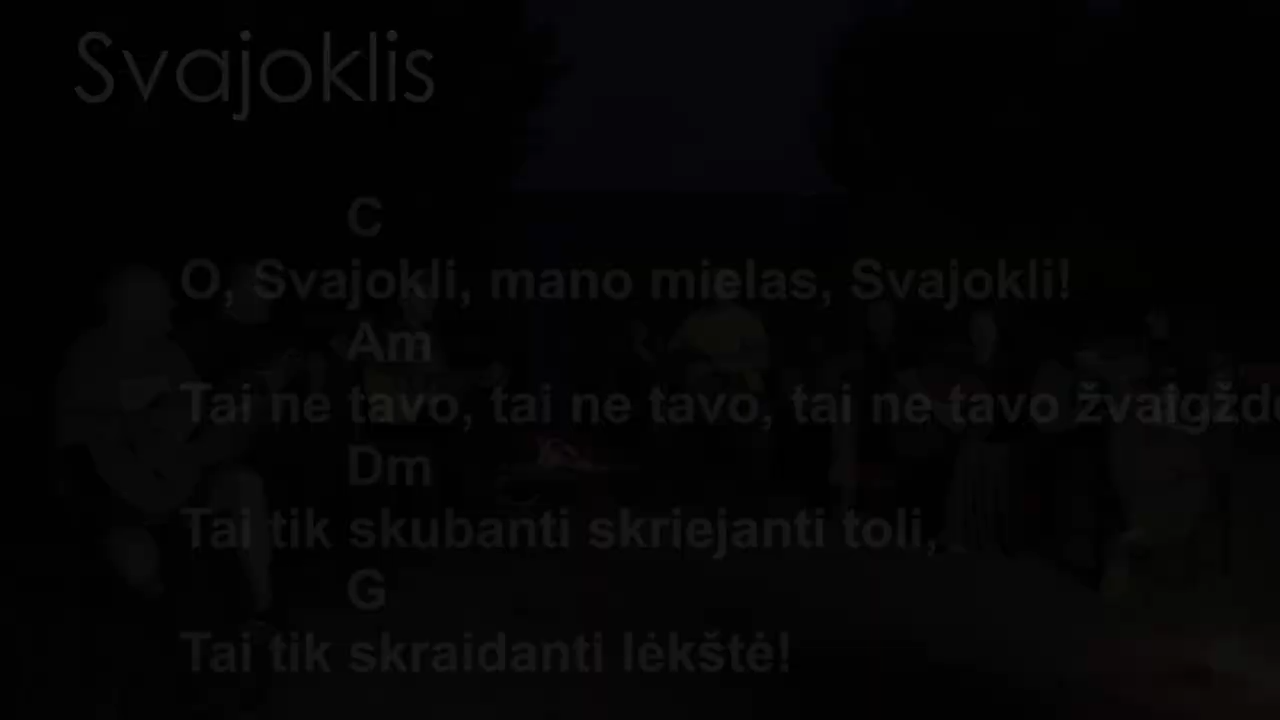 Svajoklis
C
O, Svajokli, mano mielas, Svajokli!
Am
Tai ne tavo, tai ne tavo, tai ne tavo
Dm
Tai tik skubanti skriejanti toli,
G
Tai tik skraidanti lėkštė!